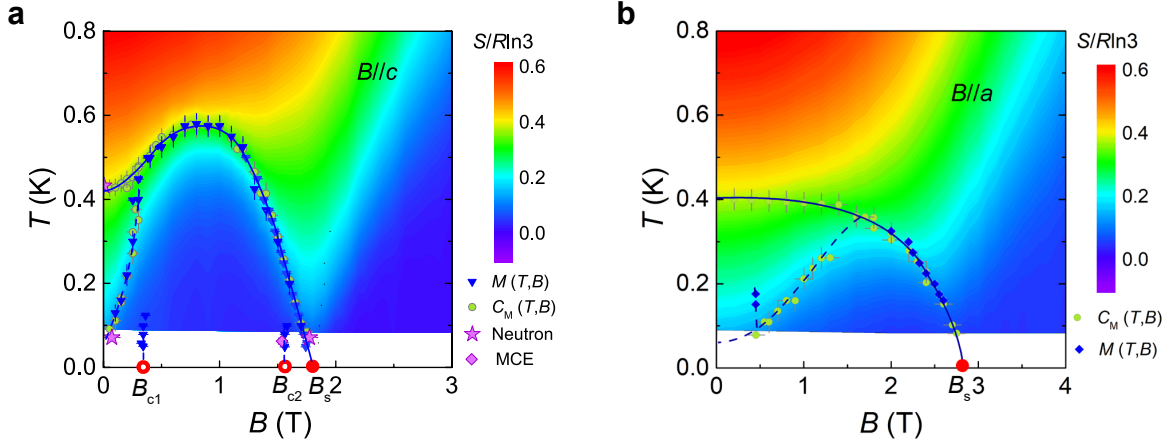 a
S/Rln3
B//c
0.8
0.6
0.4
0.2
0.0
T (K)
0.6
0.4
0.2
0.0
M (T,B)
C_M (T,B)
Neutron
MCE
0
1
2
3
B_c1
B_c2
B_s
B (T)
b
S/Rln3
B//a
0.8
0.6
0.4
0.2
0.0
T (K)
0.6
0.4
0.2
0.0
C_M (T,B)
M (T,B)
0
1
2
3
4
B_s
B (T)